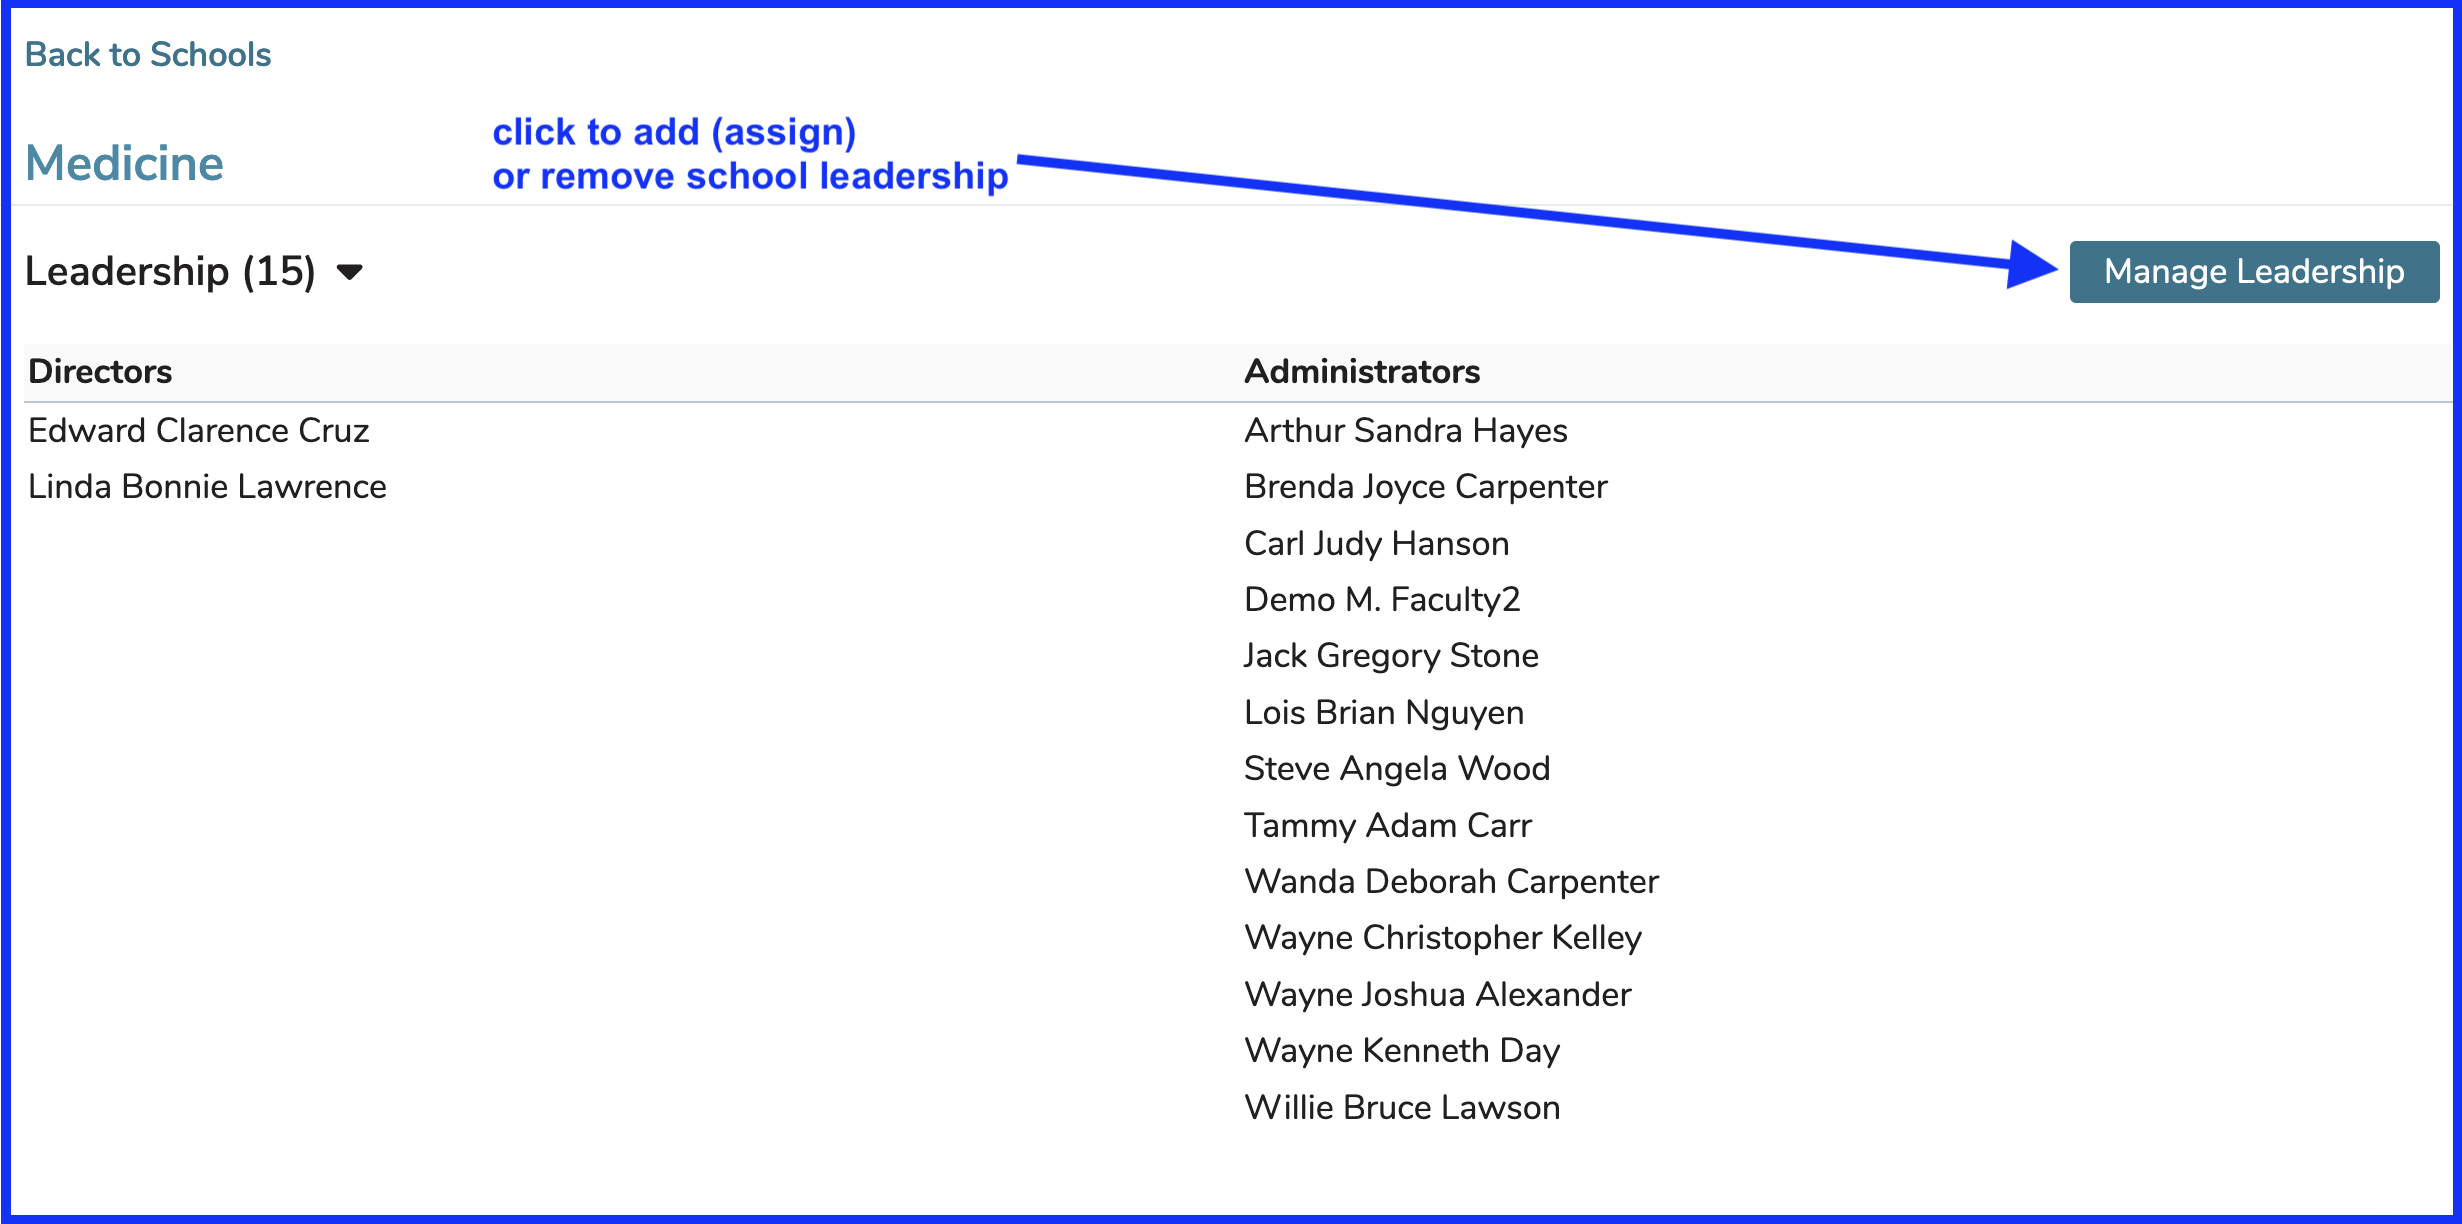 Back to Schools
Medicine
click to add (assign)
or remove school leadership
Leadership (15)
Manage Leadership
Directors
Administrators
Edward Clarence Cruz
Arthur Sandra Hayes
Linda Bonnie Lawrence
Brenda Joyce Carpenter
Carl Judy Hanson
Demo M. Faculty2
Jack Gregory Stone
Lois Brian Nguyen
Steve Angela Wood
Tammy Adam Carr
Wanda Deborah Carpenter
Wayne Christopher Kelley
Wayne Joshua Alexander
Wayne Kenneth Day
Willie Bruce Lawson